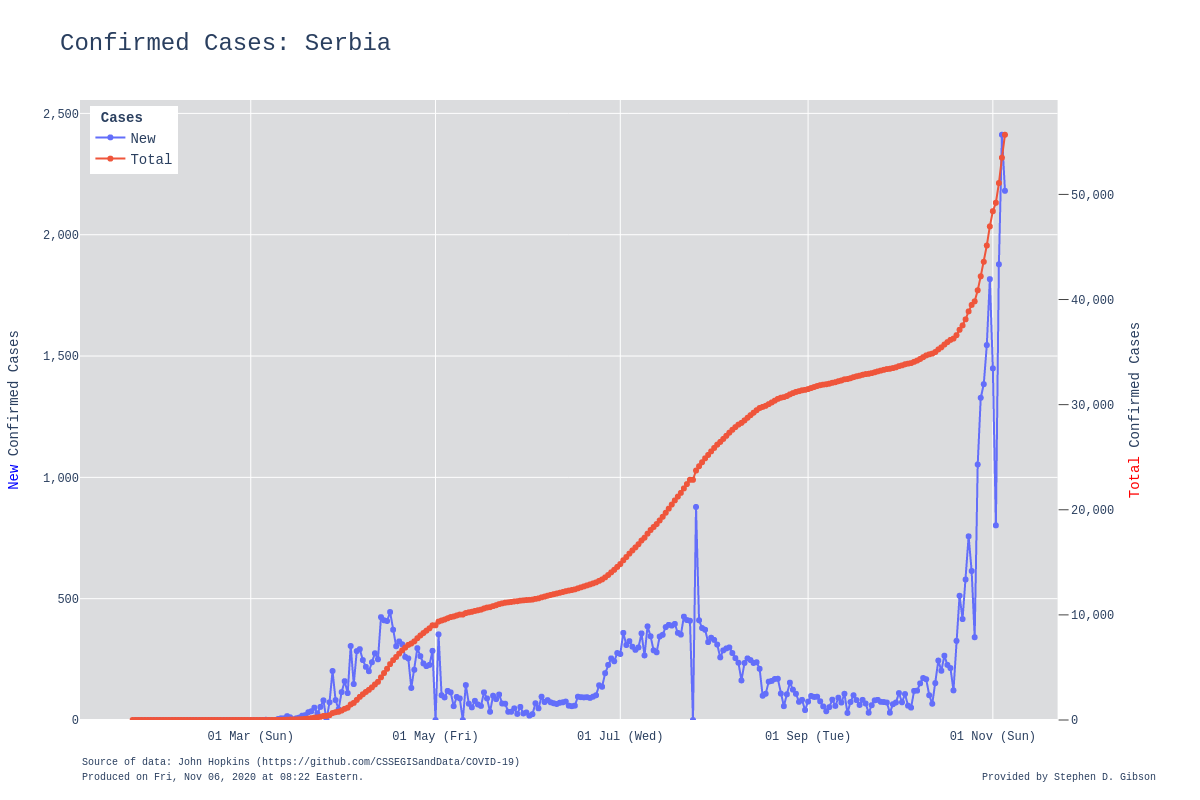 Confirmed Cases: Serbia
Cases
New
Total
2,500
2,000
1,500
1,000
500
0
New Confirmed Cases
50,000
40,000
30,000
20,000
10,000
0
Total Confirmed Cases
01 Mar (Sun)
01 May (Fri)
01 Jul (Wed)
01 Sep (Tue)
01 Nov (Sun)
Source of data: John Hopkins (https://github.com/CSSEGISandData/COVID-19)
Produced on Fri, Nov 06, 2020 at 08:22 Eastern.
Provided by Stephen D. Gibson